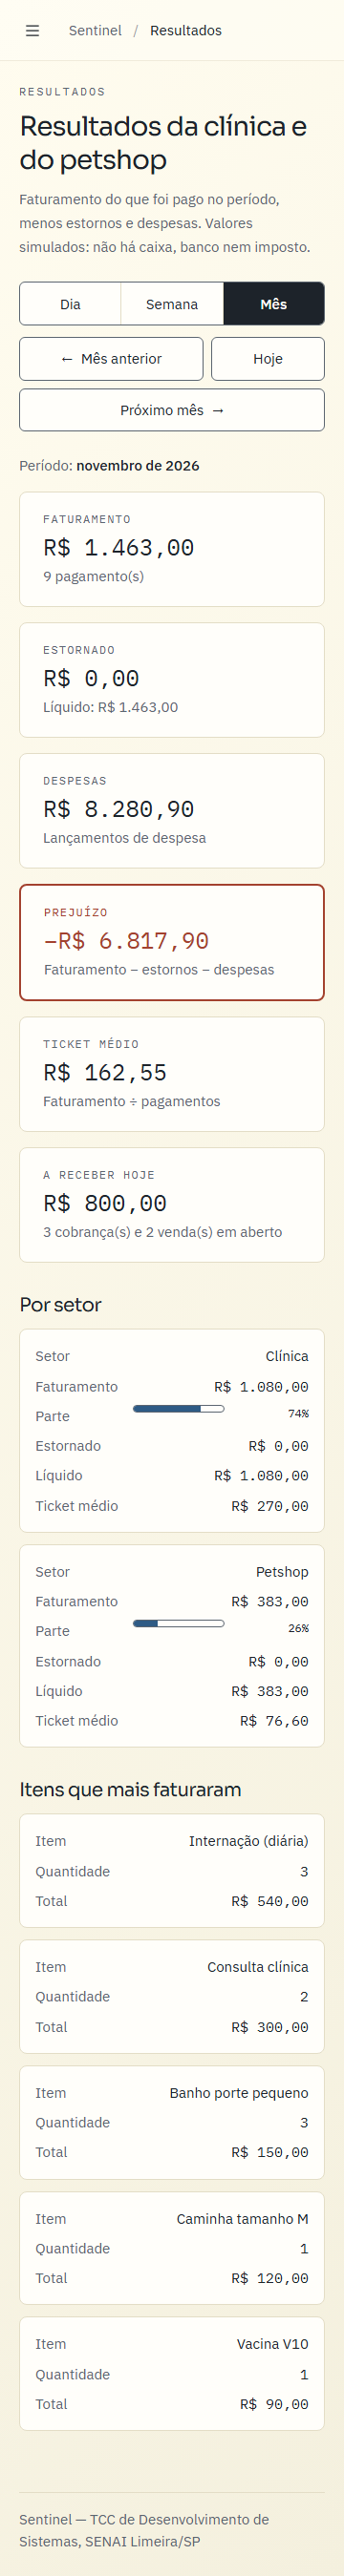 Sentinel / Resultados
RESULTADOS
Resultados da clínica e
do petshop
Faturamento do que foi pago no período,
menos estornos e despesas. Valores
simulados: não há caixa, banco nem imposto.
Dia Semana Mês
← Mês anterior Hoje
Próximo mês →
Período: novembro de 2026
FATURAMENTO
R$ 1.463,00
9 pagamento(s)
ESTORNADO
R$ 0,00
Líquido: R$ 1.463,00
DESPESAS
R$ 8.280,90
Lançamentos de despesa
PREJUÍZO
−R$ 6.817,90
Faturamento − estornos − despesas
TICKET MÉDIO
R$ 162,55
Faturamento ÷ pagamentos
A RECEBER HOJE
R$ 800,00
3 cobrança(s) e 2 venda(s) em aberto
Por setor
Setor Clínica
Faturamento R$ 1.080,00
Parte 74%
Estornado R$ 0,00
Líquido R$ 1.080,00
Ticket médio R$ 270,00
Setor Petshop
Faturamento R$ 383,00
Parte 26%
Estornado R$ 0,00
Líquido R$ 383,00
Ticket médio R$ 76,60
Itens que mais faturaram
Item Internação (diária)
Quantidade 3
Total R$ 540,00
Item Consulta clínica
Quantidade 2
Total R$ 300,00
Item Banho porte pequeno
Quantidade 3
Total R$ 150,00
Item Caminha tamanho M
Quantidade 1
Total R$ 120,00
Item Vacina V10
Quantidade 1
Total R$ 90,00
Sentinel — TCC de Desenvolvimento de
Sistemas, SENAI Limeira/SP